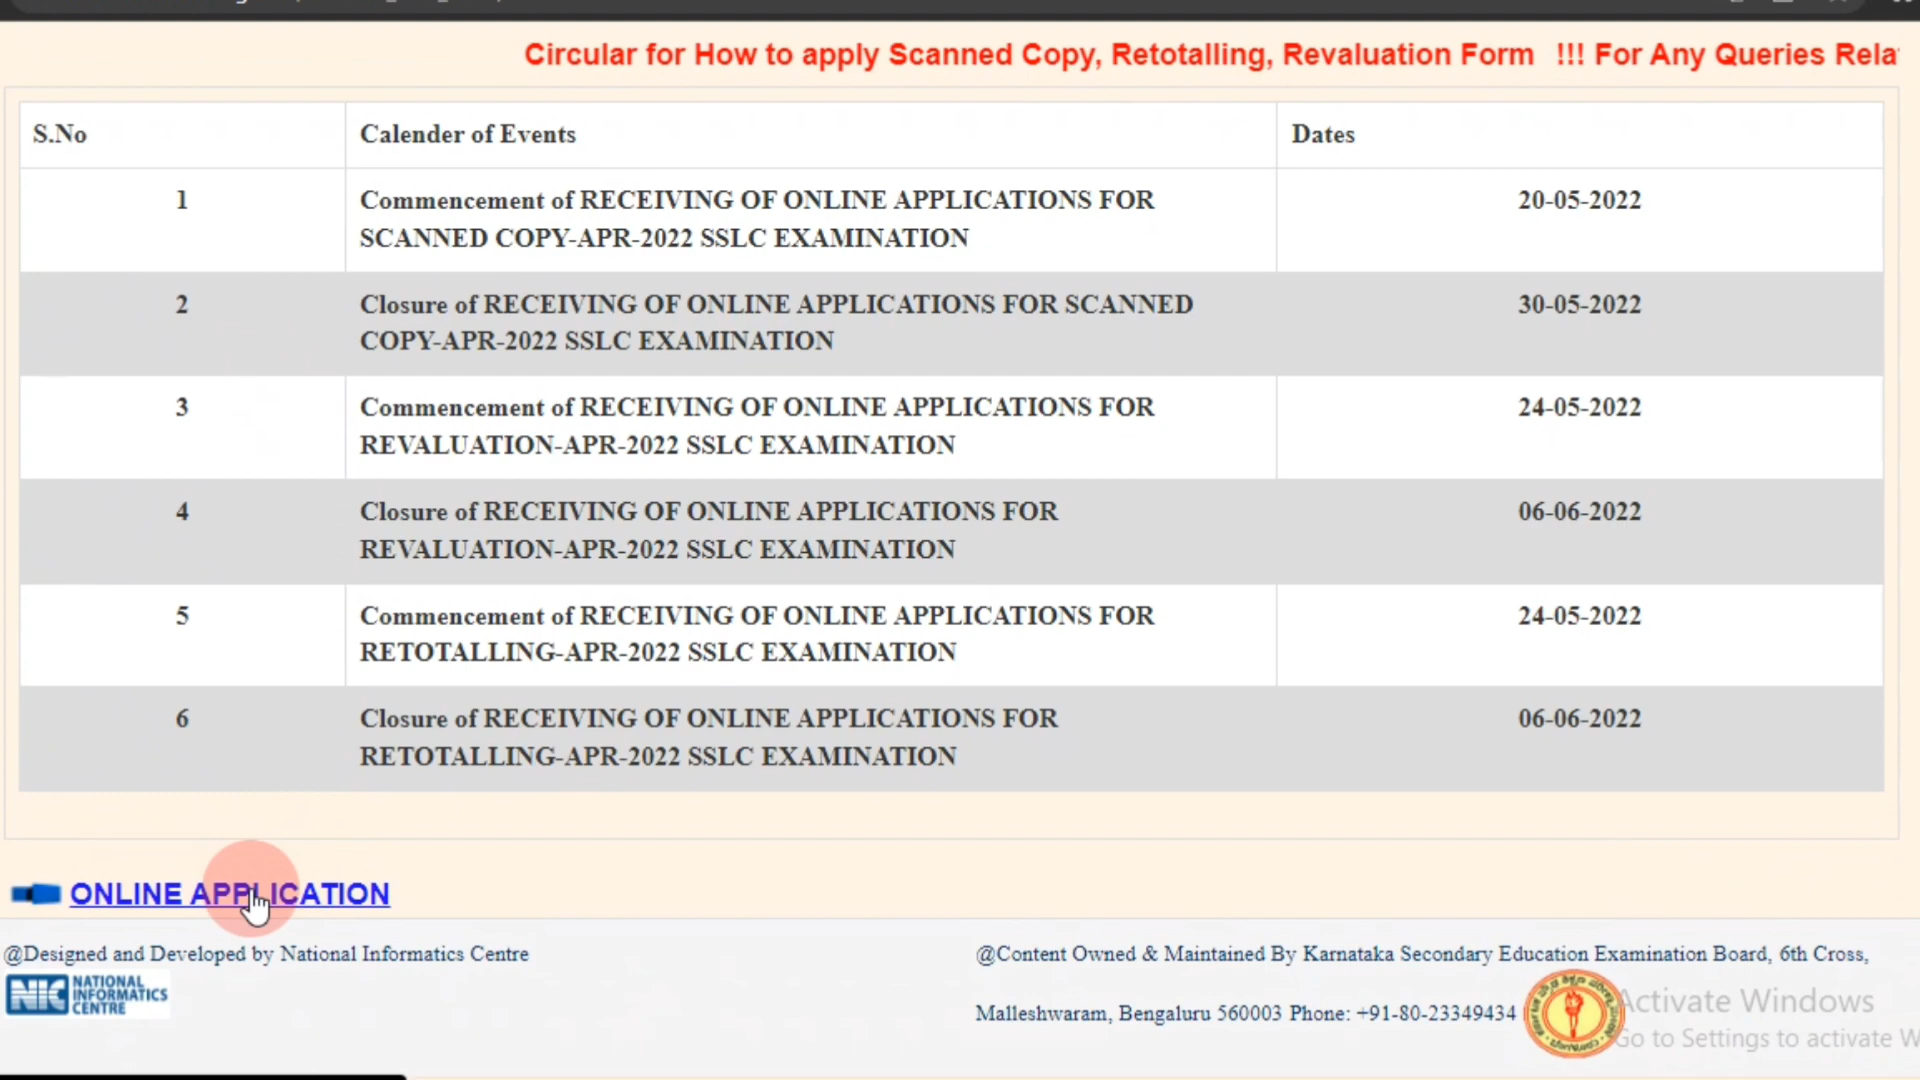 Circular for How to apply Scanned Copy, Retotalling, Revaluation Form !!! For Any Queries Rela
S.No Calender of Events Dates
1 Commencement of RECEIVING OF ONLINE APPLICATIONS FOR 20-05-2022
SCANNED COPY-APR-2022 SSLC EXAMINATION
2 Closure of RECEIVING OF ONLINE APPLICATIONS FOR SCANNED 30-05-2022
COPY-APR-2022 SSLC EXAMINATION
3 Commencement of RECEIVING OF ONLINE APPLICATIONS FOR 24-05-2022
REVALUATION-APR-2022 SSLC EXAMINATION
4 Closure of RECEIVING OF ONLINE APPLICATIONS FOR 06-06-2022
REVALUATION-APR-2022 SSLC EXAMINATION
5 Commencement of RECEIVING OF ONLINE APPLICATIONS FOR 24-05-2022
RETOTALLING-APR-2022 SSLC EXAMINATION
6 Closure of RECEIVING OF ONLINE APPLICATIONS FOR 06-06-2022
RETOTALLING-APR-2022 SSLC EXAMINATION
ONLINE APPLICATION
@Designed and Developed by National Informatics Centre
NIC NATIONAL
INFORMATICS
CENTRE
@Content Owned & Maintained By Karnataka Secondary Education Examination Board, 6th Cross,
Malleshwaram, Bengaluru 560003 Phone: +91-80-23349434
Activate Windows
Go to Settings to activate W